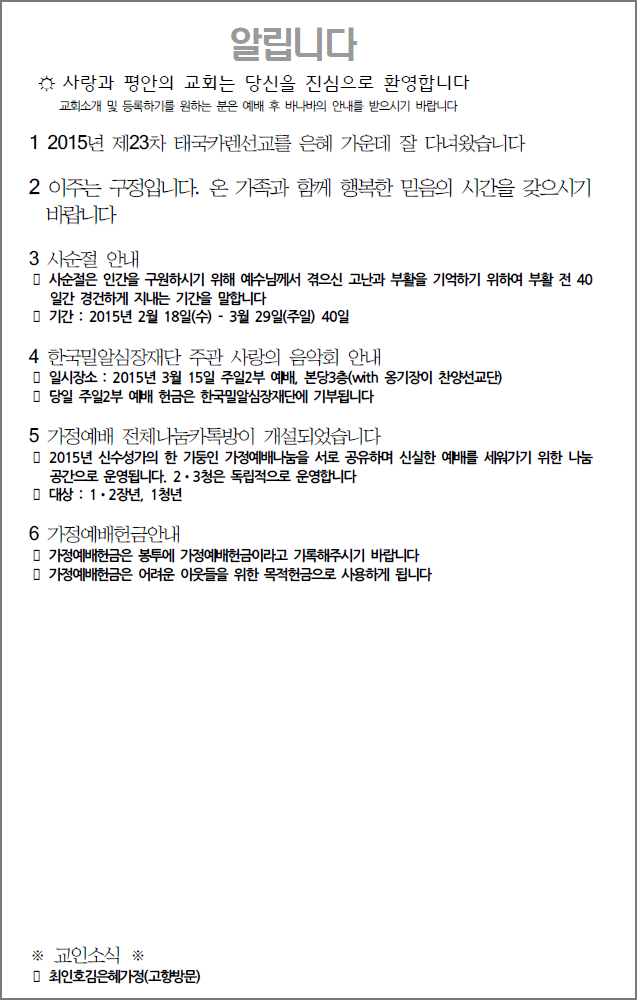 알립니다
☼ 사랑과 평안의 교회는 당신을 진심으로 환영합니다
교회소개 및 등록하기를 원하는 분은 예배 후 바나바의 안내를 받으시기 바랍니다
1 2015년 제23차 태국카렌선교를 은혜 가운데 잘 다녀왔습니다
2 이주는 구정입니다. 온 가족과 함께 행복한 믿음의 시간을 갖으시기
바랍니다
3 사순절 안내
▯ 사순절은 인간을 구원하시기 위해 예수님께서 겪으신 고난과 부활을 기억하기 위하여 부활 전 40
일간 경건하게 지내는 기간을 말합니다
▯ 기간 : 2015년 2월 18일(수) - 3월 29일(주일) 40일
4 한국밀알심장재단 주관 사랑의 음악회 안내
▯ 일시장소 : 2015년 3월 15일 주일2부 예배, 본당3층(with 옹기장이 찬양선교단)
▯ 당일 주일2부 예배 헌금은 한국밀알심장재단에 기부됩니다
5 가정예배 전체나눔카톡방이 개설되었습니다
▯ 2015년 신수성가의 한 기둥인 가정예배나눔을 서로 공유하며 신실한 예배를 세워가기 위한 나눔
공간으로 운영됩니다. 2·3청은 독립적으로 운영합니다
▯ 대상 : 1·2장년, 1청년
6 가정예배헌금안내
▯ 가정예배헌금은 봉투에 가정예배헌금이라고 기록해주시기 바랍니다
▯ 가정예배헌금은 어려운 이웃들을 위한 목적헌금으로 사용하게 됩니다
※ 교인소식 ※
▯ 최인호김은혜가정(고향방문)